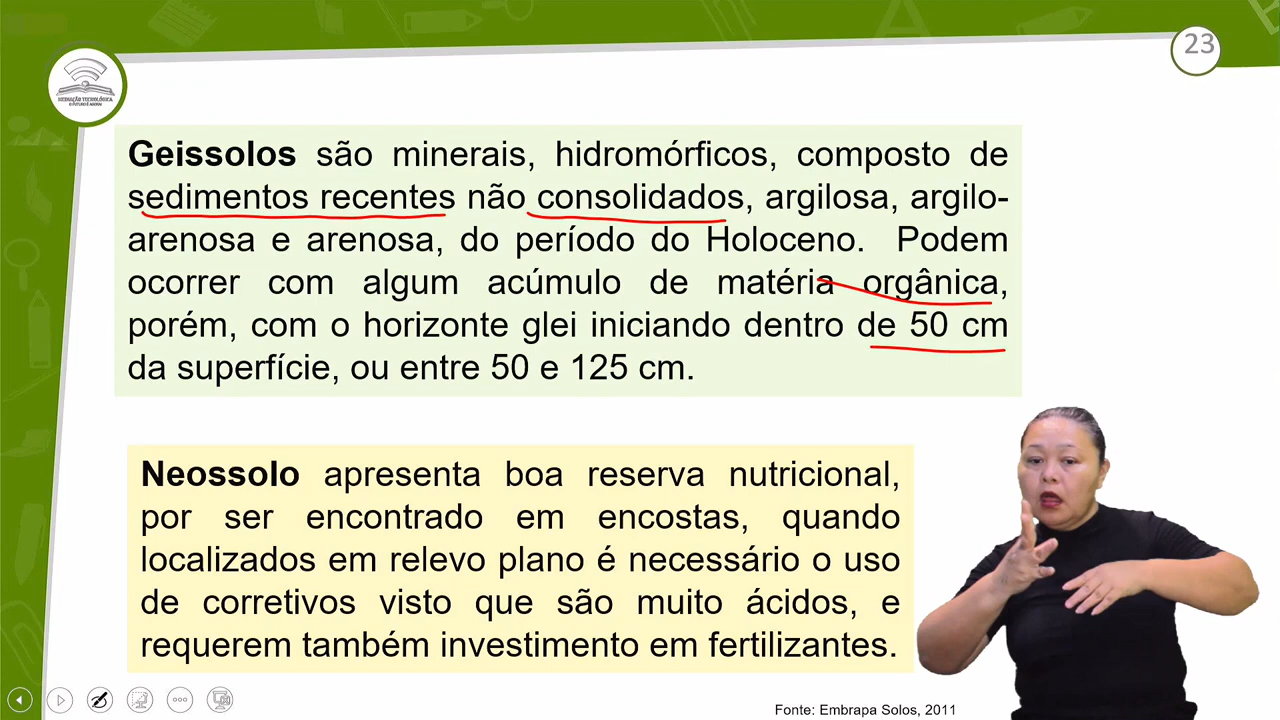 23
MEDIAÇÃO TECNOLÓGICA
O FUTURO É AGORA
Geissolos são minerais, hidromórficos, composto de
sedimentos recentes não consolidados, argilosa, argilo-
arenosa e arenosa, do período do Holoceno. Podem
ocorrer com algum acúmulo de matéria orgânica,
porém, com o horizonte glei iniciando dentro de 50 cm
da superfície, ou entre 50 e 125 cm.
Neossolo apresenta boa reserva nutricional,
por ser encontrado em encostas, quando
localizados em relevo plano é necessário o uso
de corretivos visto que são muito ácidos, e
requerem também investimento em fertilizantes.
Fonte: Embrapa Solos, 2011